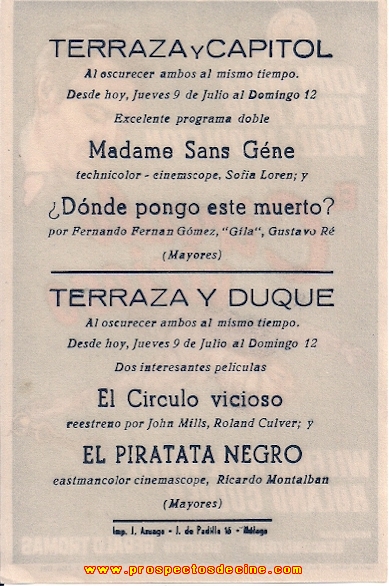 TERRAZA Y CAPITOL
Al oscurecer ambos al mismo tiempo.
Desde hoy, Jueves 9 de Julio al Domingo 12
Excelente programa doble
Madame Sans Géne
technicolor - cinemscope, Sofia Loren; y
¿Dónde pongo este muerto?
por Fernando Fernan Gómez, "Gila", Gustavo Ré
(Mayores)
TERRAZA Y DUQUE
Al oscurecer ambos al mismo tiempo.
Desde hoy, Jueves 9 de Julio al Domingo 12
Dos interesantes peliculas
El Circulo vicioso
reestreno por John Mills, Roland Culver; y
EL PIRATATA NEGRO
eastmancolor cinemascope, Ricardo Montalban
(Mayores)
Imp. J. Azuaga - J. de Padilla 16 - Málaga
www.prospectosdecine.com